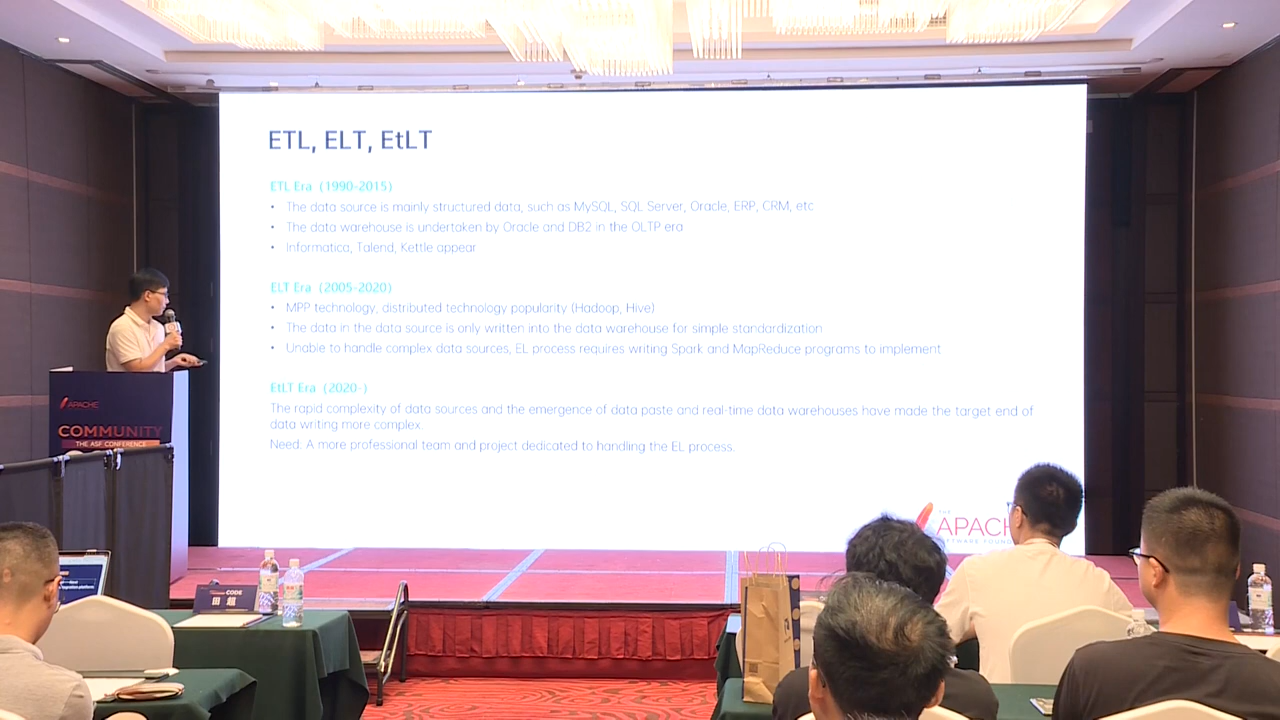 ETL, ELT, EtLT
ETL Era (1990-2015)
• The data source is mainly structured data, such as MySQL, SQL Server, Oracle, ERP, CRM, etc
• The data warehouse is undertaken by Oracle and DB2 in the OLTP era
• Informatica, Talend, Kettle appear
ELT Era (2005-2020)
• MPP technology, distributed technology popularity (Hadoop, Hive)
• The data in the data source is only written into the data warehouse for simple standardization
• Unable to handle complex data sources, EL process requires writing Spark and MapReduce programs to implement
EtLT Era (2020-)
The rapid complexity of data sources and the emergence of data paste and real-time data warehouses have made the target end of
data writing more complex
Need: A more professional team and project dedicated to handling the EL process.
THE
APACH
APACHE
COMMUNITY
THE ASF CONFERENCE
CODE
田 超